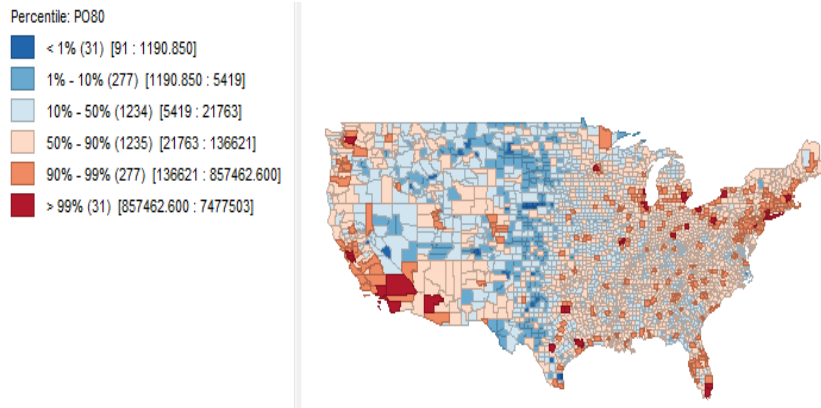 Percentile: PO80
< 1% (31) [91 : 1190.850]
1% - 10% (277) [1190.850 : 5419]
10% - 50% (1234) [5419 : 21763]
50% - 90% (1235) [21763 : 136621]
90% - 99% (277) [136621 : 857462.600]
> 99% (31) [857462.600 : 7477503]